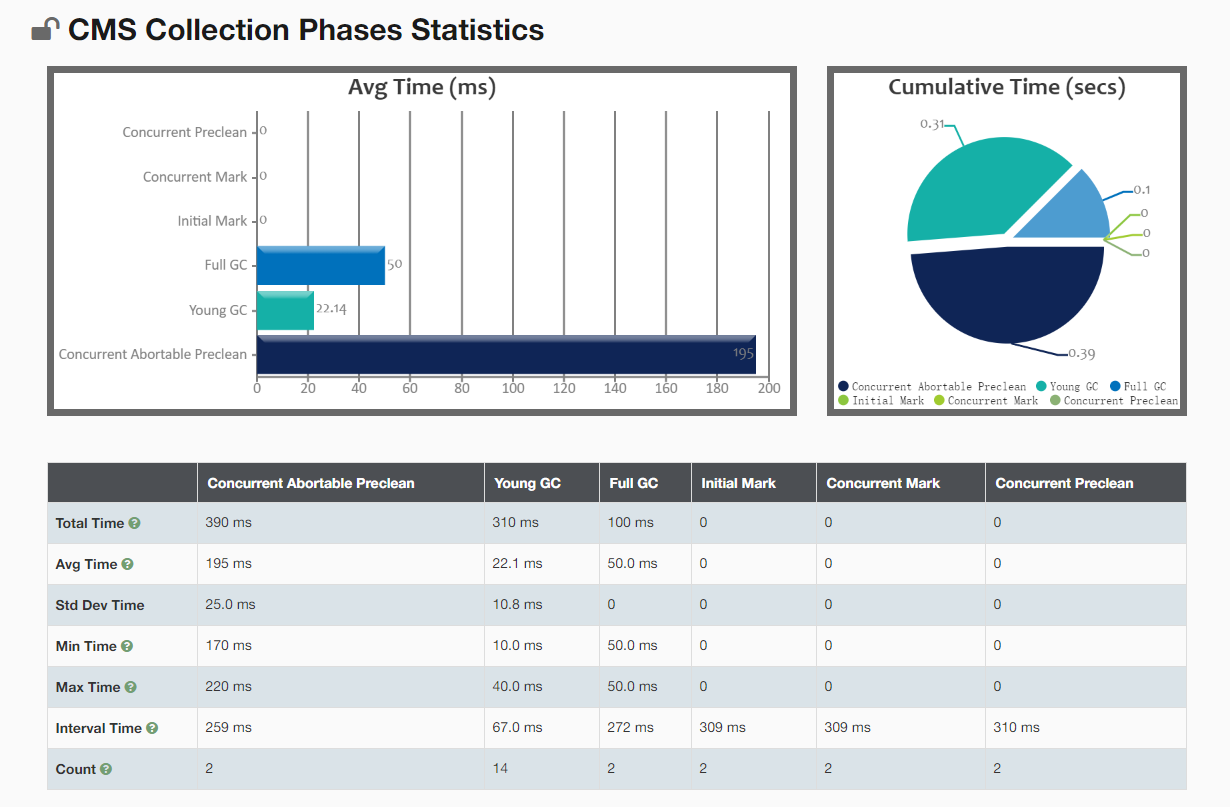 CMS Collection Phases Statistics
Avg Time (ms)
Concurrent Preclean 0
Concurrent Mark 0
Initial Mark 0
Full GC 50
Young GC 22.14
Concurrent Abortable Preclean 195
0 20 40 60 80 100 120 140 160 180 200
Cumulative Time (secs)
0.31
0.1
0
0
0
0.39
Concurrent Abortable Preclean Young GC Full GC
Initial Mark Concurrent Mark Concurrent Preclean
Concurrent Abortable Preclean Young GC Full GC Initial Mark Concurrent Mark Concurrent Preclean
Total Time ? 390 ms 310 ms 100 ms 0 0 0
Avg Time ? 195 ms 22.1 ms 50.0 ms 0 0 0
Std Dev Time 25.0 ms 10.8 ms 0 0 0 0
Min Time ? 170 ms 10.0 ms 50.0 ms 0 0 0
Max Time ? 220 ms 40.0 ms 50.0 ms 0 0 0
Interval Time ? 259 ms 67.0 ms 272 ms 309 ms 309 ms 310 ms
Count ? 2 14 2 2 2 2